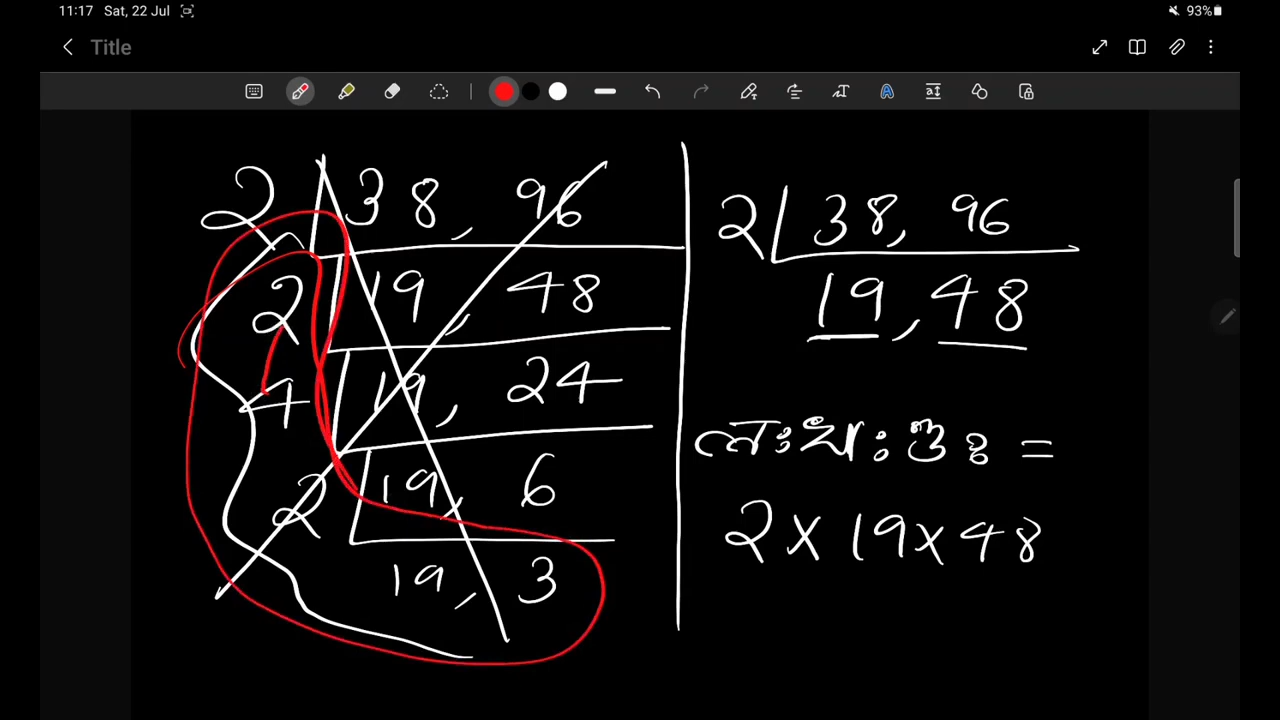 11:17 Sat, 22 Jul 93%
Title
2 38, 96
2 19, 48
4 19, 24
2 19, 6
19, 3
2 38, 96
19, 48
=
2 × 19 × 48